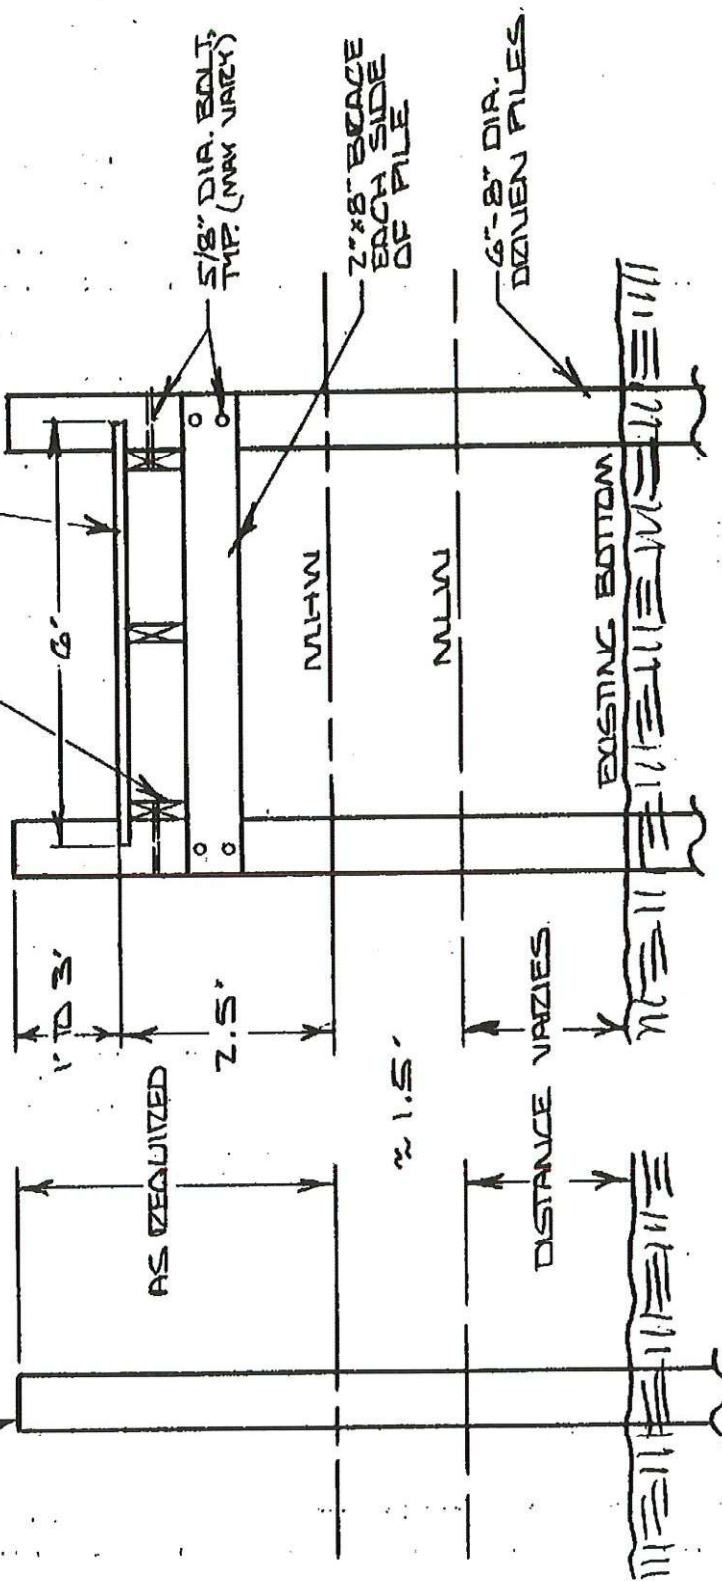 5/8" DIA. BOLT,
TYP. (MAY VARY)
2"x8" BRACE
EACH SIDE
OF PILE
6"-8" DIA.
DRIVEN PILES
6'
MHW
MLW
EXISTING BOTTOM
1' TO 3'
2.5'
AS REQUIRED
≈ 1.5'
DISTANCE VARIES